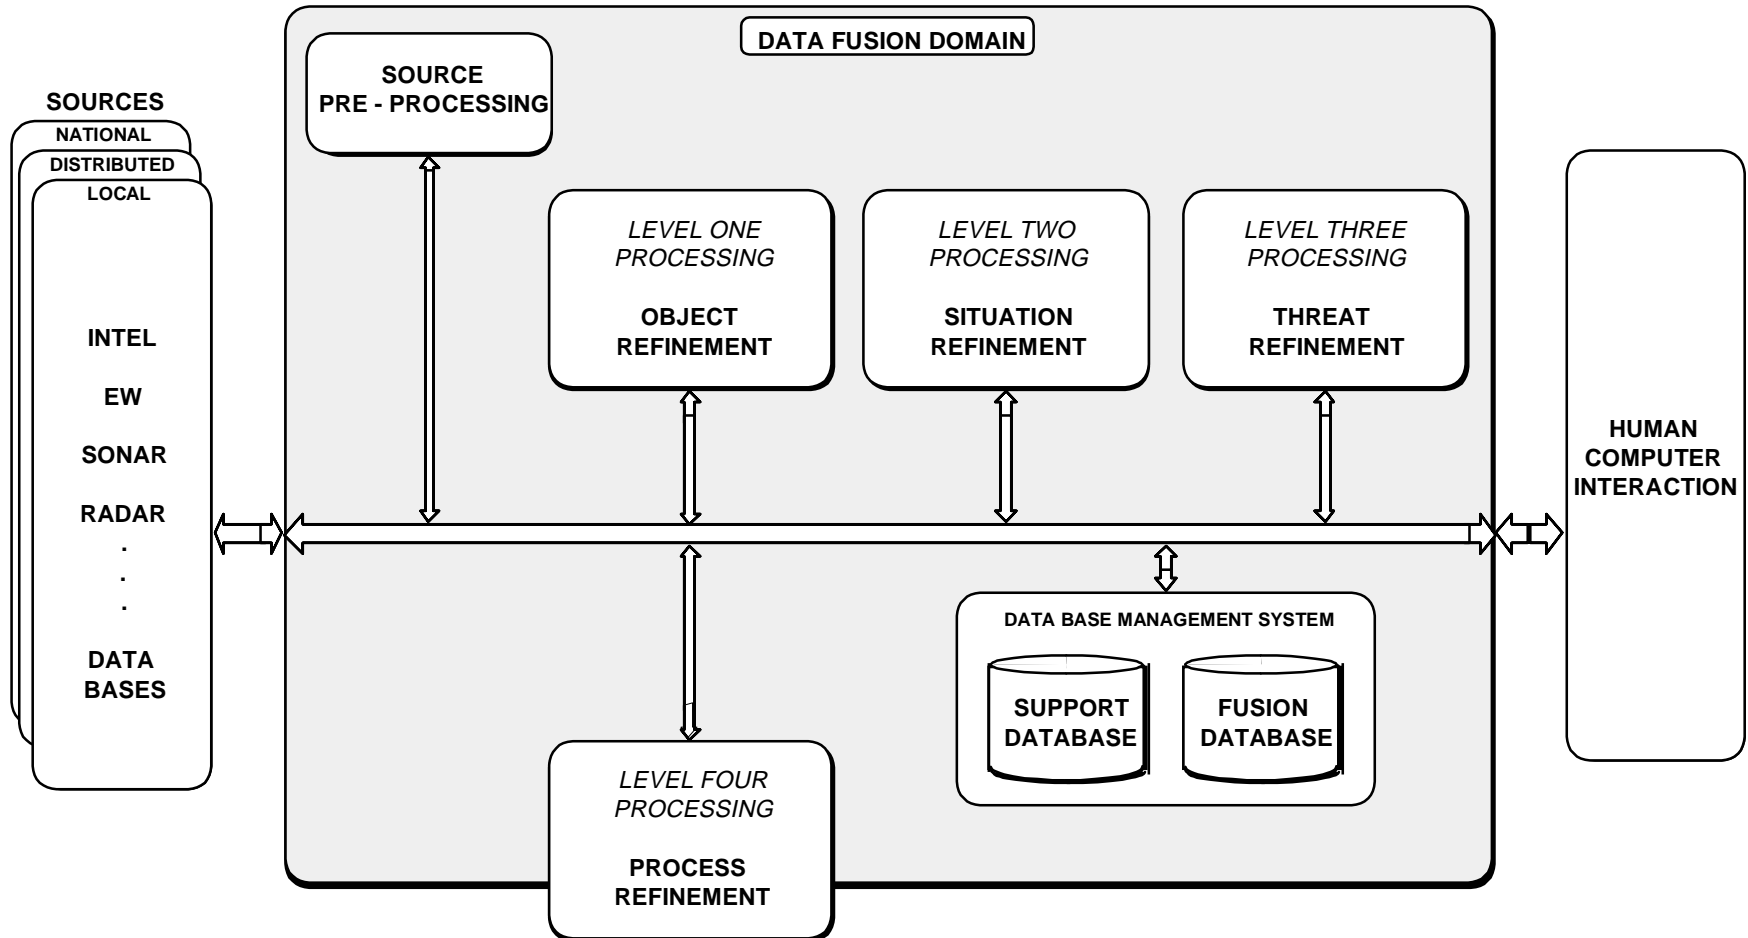 DATA FUSION DOMAIN
SOURCE
PRE - PROCESSING
SOURCES
NATIONAL
DISTRIBUTED
LOCAL
INTEL
EW
SONAR
RADAR
.
.
.
DATA
BASES
LEVEL ONE
PROCESSING
OBJECT
REFINEMENT
LEVEL TWO
PROCESSING
SITUATION
REFINEMENT
LEVEL THREE
PROCESSING
THREAT
REFINEMENT
HUMAN
COMPUTER
INTERACTION
DATA BASE MANAGEMENT SYSTEM
SUPPORT
DATABASE
FUSION
DATABASE
LEVEL FOUR
PROCESSING
PROCESS
REFINEMENT